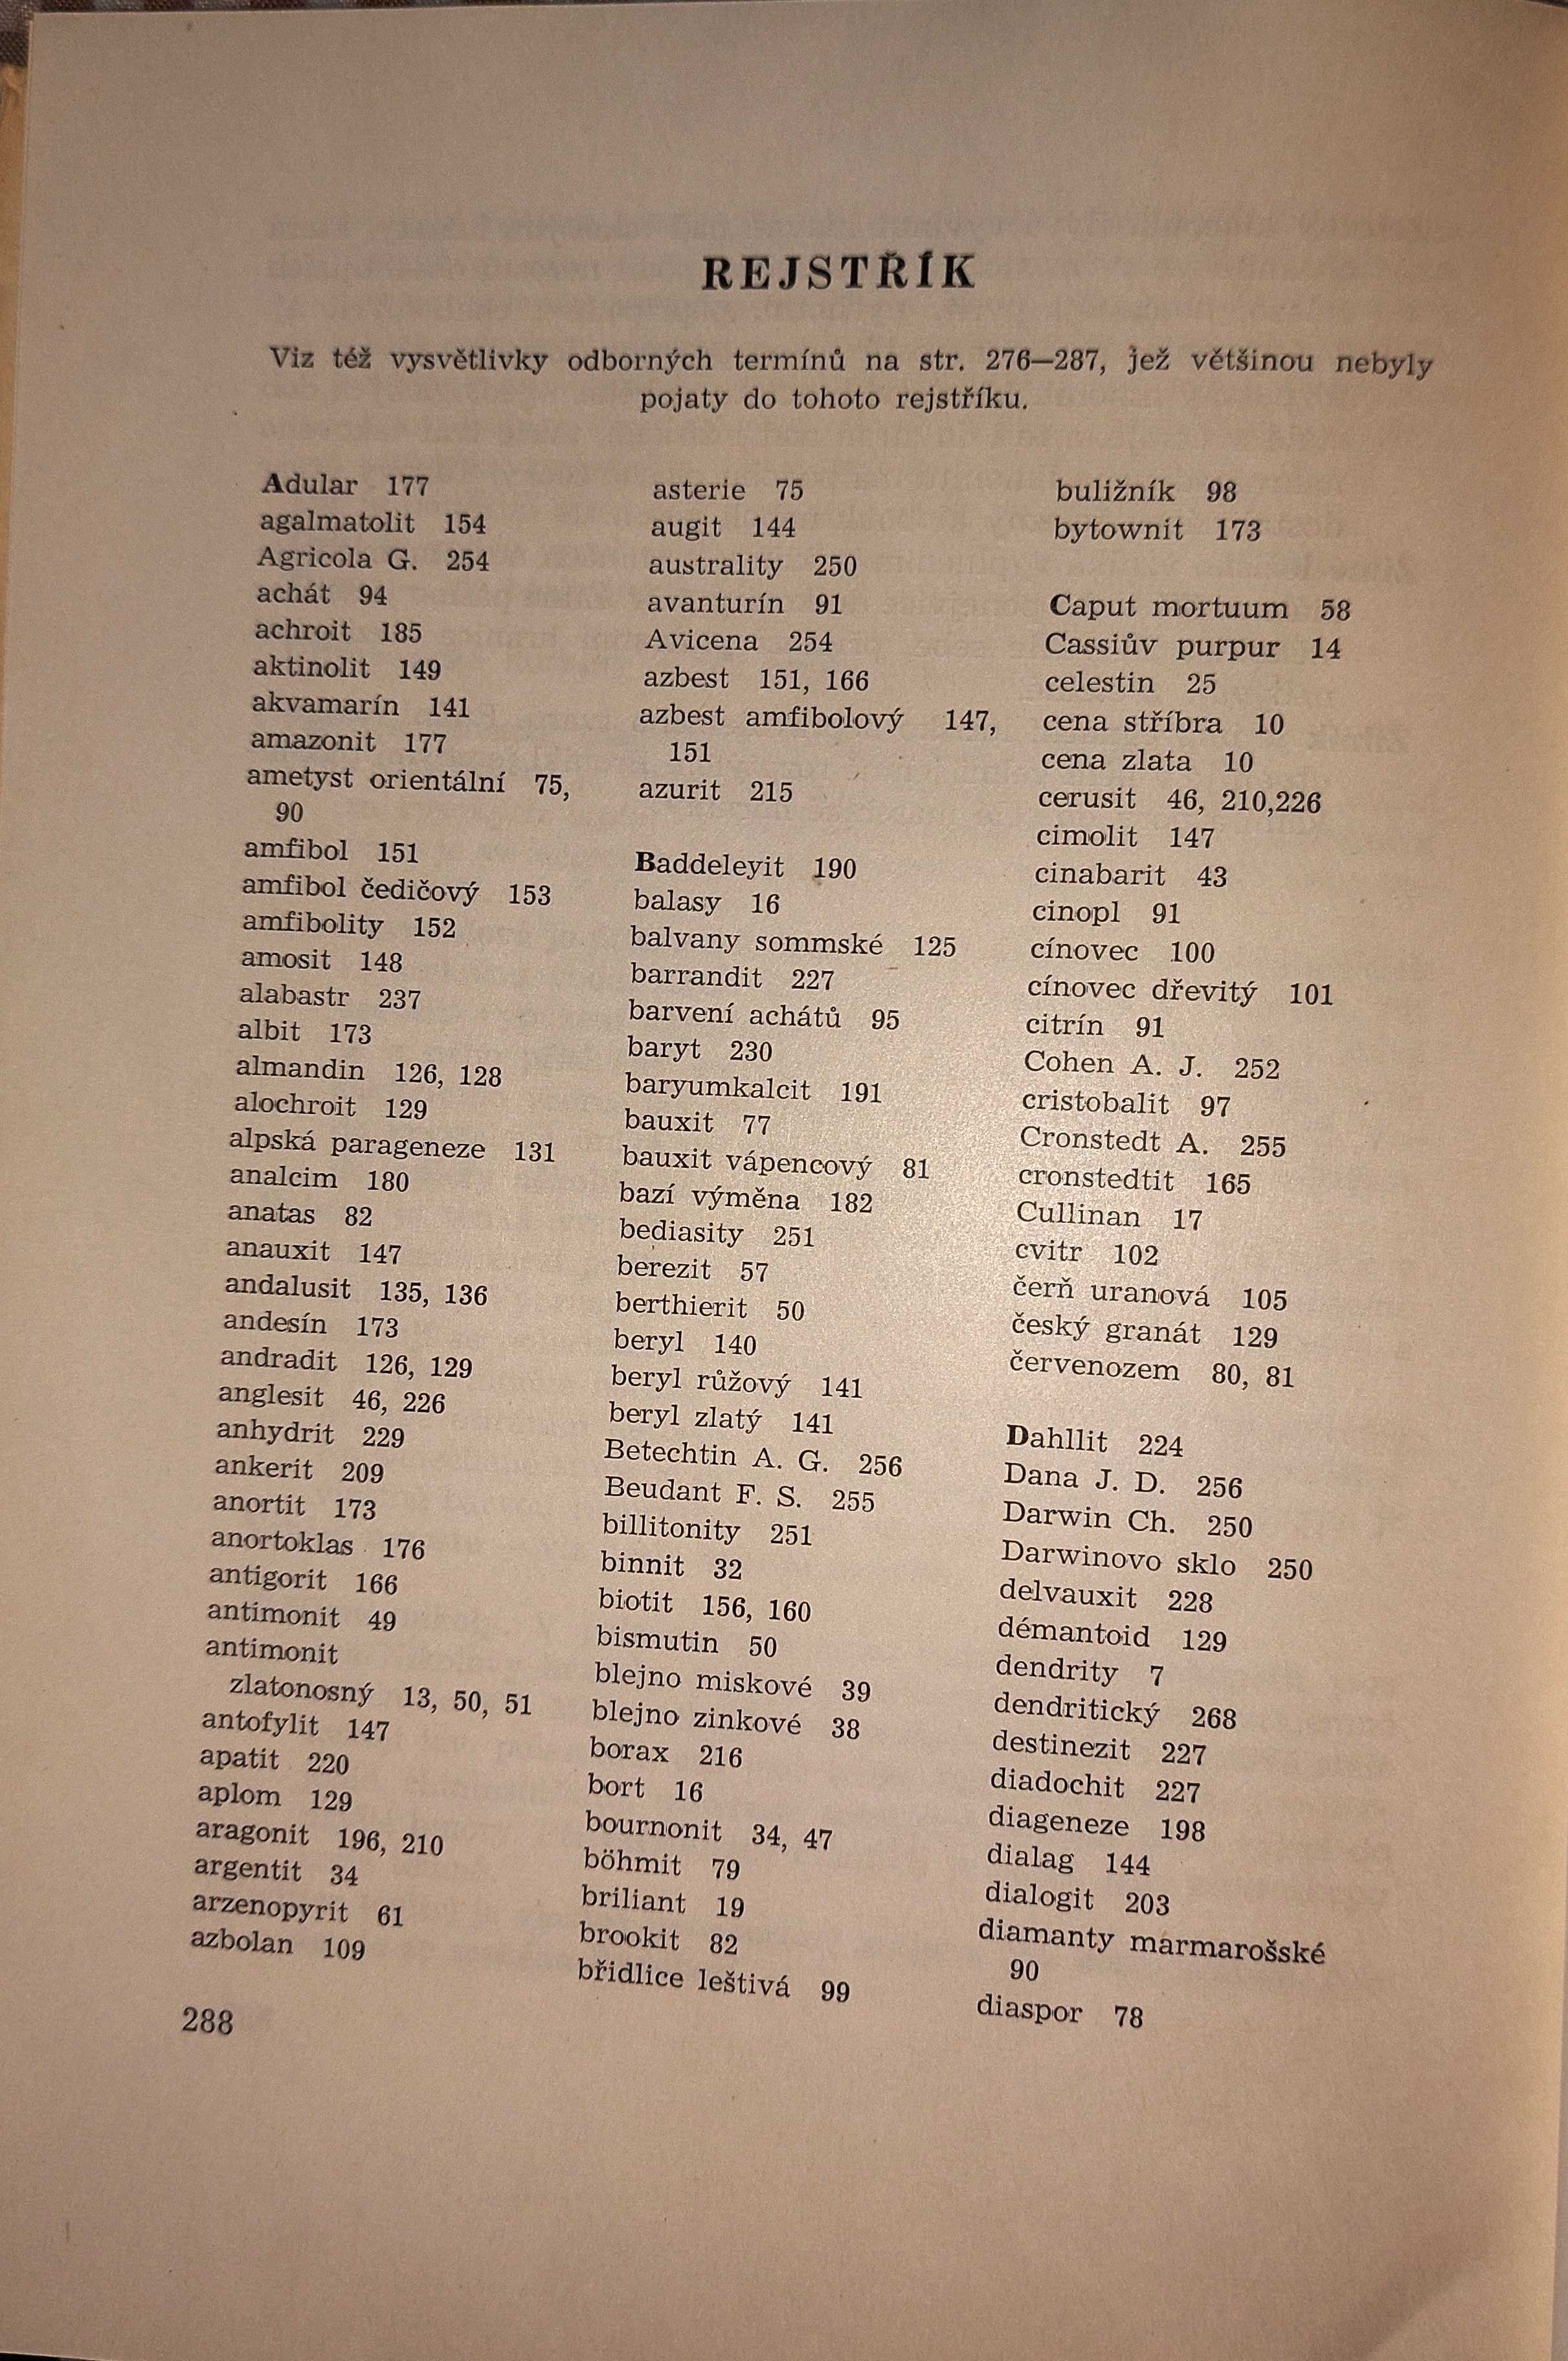 REJSTŘÍK
Viz též vysvětlivky odborných termínů na str. 276—287, jež většinou nebyly
pojaty do tohoto rejstříku.
Adular 177
agalmatolit 154
Agricola G. 254
achát 94
achroit 185
aktinolit 149
akvamarín 141
amazonit 177
ametyst orientální 75,
90
amfibol 151
amfibol čedičový 153
amfibolity 152
amosit 148
alabastr 237
albit 173
almandin 126, 128
alochroit 129
alpská parageneze 131
analcim 180
anatas 82
anauxit 147
andalusit 135, 136
andesín 173
andradit 126, 129
anglesit 46, 226
anhydrit 229
ankerit 209
anortit 173
anortoklas 176
antigorit 166
antimonit 49
antimonit
zlatonosný 13, 50, 51
antofylit 147
apatit 220
aplom 129
aragonit 196, 210
argentit 34
arzenopyrit 61
azbolan 109
asterie 75
augit 144
australity 250
avanturín 91
Avicena 254
azbest 151, 166
azbest amfibolový 147,
151
azurit 215
Baddeleyit 190
balasy 16
balvany sommské 125
barrandit 227
barvení achátů 95
baryt 230
baryumkalcit 191
bauxit 77
bauxit vápencový 81
bazí výměna 182
bediasity 251
berezit 57
berthierit 50
beryl 140
beryl růžový 141
beryl zlatý 141
Betechtin A. G. 256
Beudant F. S. 255
billitonity 251
binnit 32
biotit 156, 160
bismutin 50
blejno miskové 39
blejno zinkové 38
borax 216
bort 16
bournonit 34, 47
böhmit 79
briliant 19
brookit 82
břidlice leštivá 99
buližník 98
bytownit 173
Caput mortuum 58
Cassiův purpur 14
celestin 25
cena stříbra 10
cena zlata 10
cerusit 46, 210,226
cimolit 147
cinabarit 43
cinopl 91
cínovec 100
cínovec dřevitý 101
citrín 91
Cohen A. J. 252
cristobalit 97
Cronstedt A. 255
cronstedtit 165
Cullinan 17
cvitr 102
čerň uranová 105
český granát 129
červenozem 80, 81
Dahllit 224
Dana J. D. 256
Darwin Ch. 250
Darwinovo sklo 250
delvauxit 228
démantoid 129
dendrity 7
dendritický 268
destinezit 227
diadochit 227
diageneze 198
dialag 144
dialogit 203
diamanty marmarošské
90
diaspor 78
288